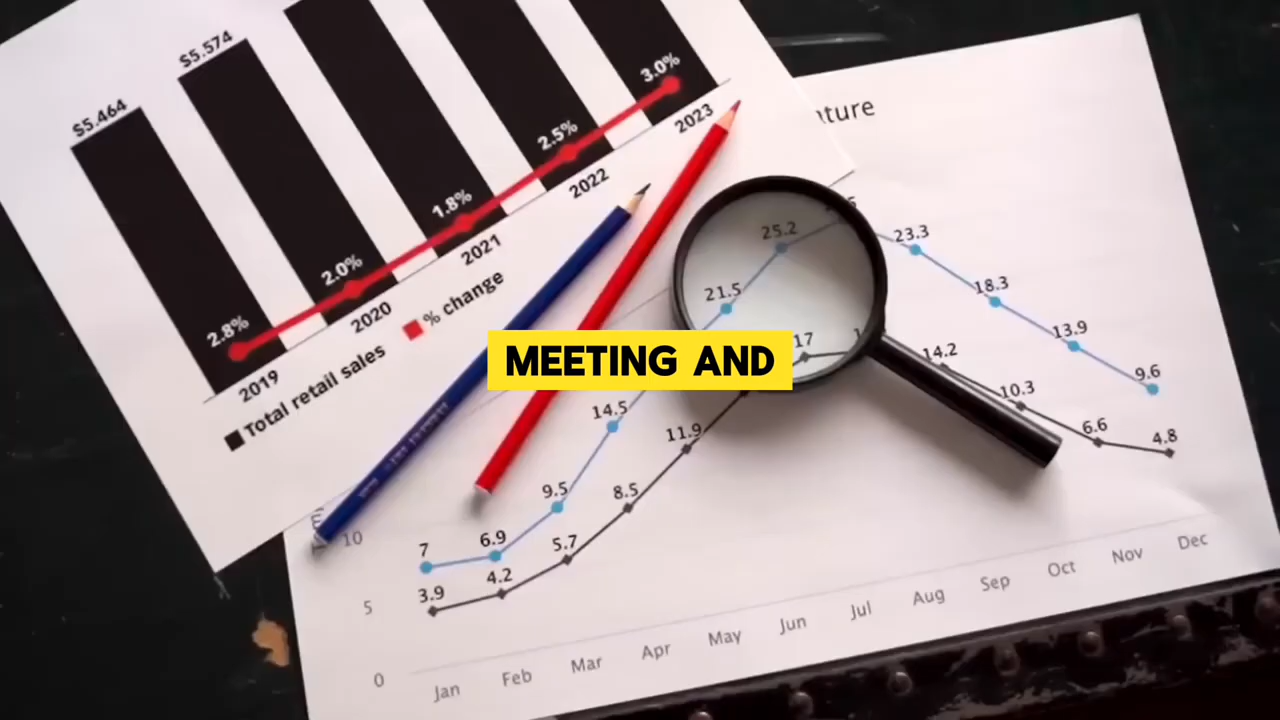 $5.464
$5.574
2.8%
2.0%
1.8%
2.5%
3.0%
2019
2020
2021
2022
2023
Total retail sales
% change
MEETING AND
7
6.9
9.5
14.5
21.5
25.2
23.3
18.3
13.9
9.6
3.9
4.2
5.7
8.5
11.9
17
14.2
10.3
6.6
4.8
10
5
0
Jan
Feb
Mar
Apr
May
Jun
Jul
Aug
Sep
Oct
Nov
Dec